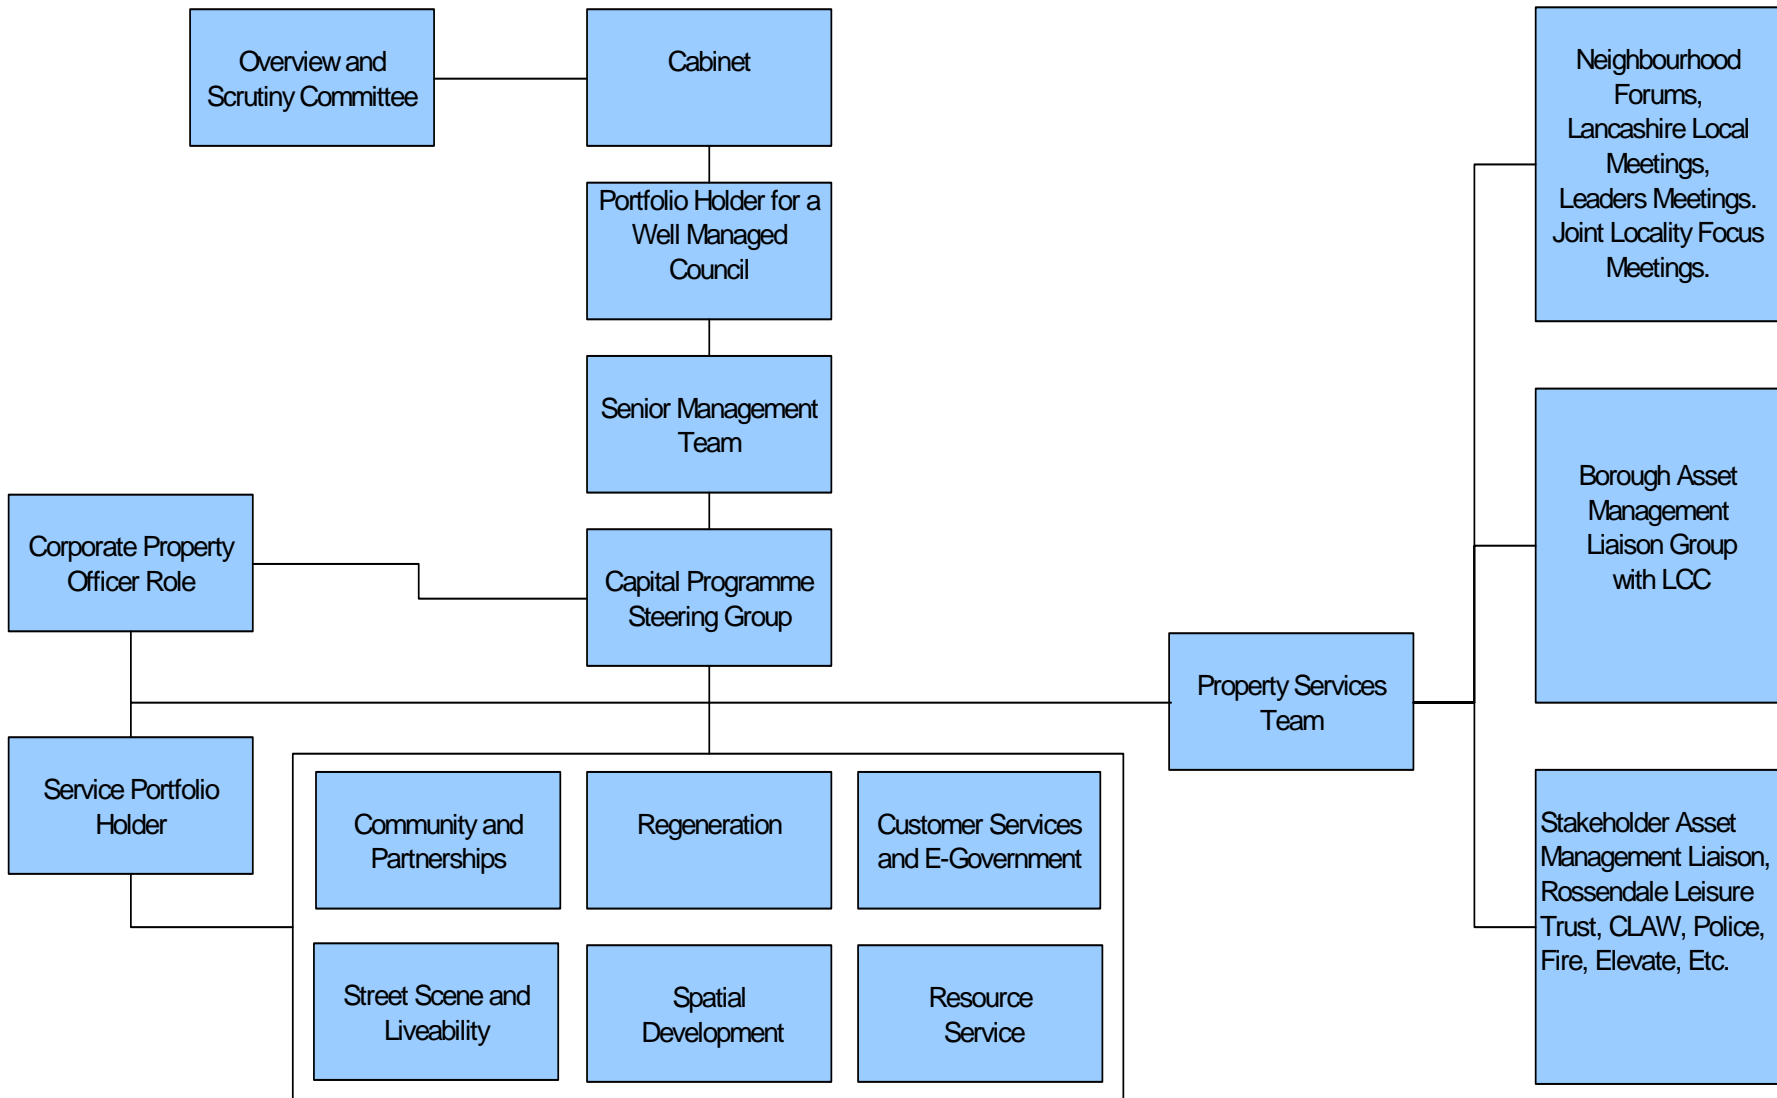 Overview and
Scrutiny Committee
Cabinet
Neighbourhood
Forums,
Lancashire Local
Meetings,
Leaders Meetings.
Joint Locality Focus
Meetings.
Portfolio Holder for a
Well Managed
Council
Senior Management
Team
Borough Asset
Management
Liaison Group
with LCC
Corporate Property
Officer Role
Capital Programme
Steering Group
Property Services
Team
Service Portfolio
Holder
Community and
Partnerships
Regeneration
Customer Services
and E-Government
Stakeholder Asset
Management Liaison,
Rossendale Leisure
Trust, CLAW, Police,
Fire, Elevate, Etc.
Street Scene and
Liveability
Spatial
Development
Resource
Service